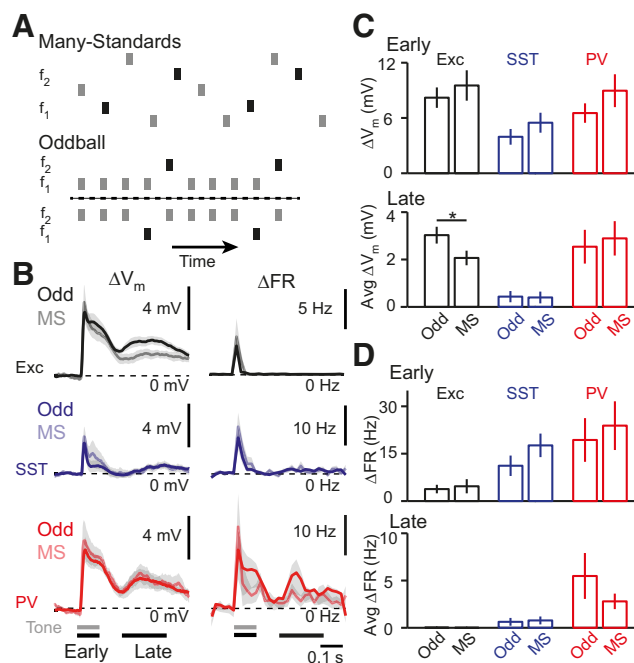 A
Many-Standards
f2
f1
Oddball
f2
f1
f2
f1
Time
B
ΔVm
ΔFR
Odd
MS
4 mV
5 Hz
Exc
0 mV
0 Hz
Odd
MS
4 mV
10 Hz
SST
0 mV
0 Hz
Odd
MS
4 mV
10 Hz
PV
0 mV
0 Hz
Tone
Early
Late
0.1 s
C
Early
Exc
SST
PV
12
6
0
ΔVm (mV)
Late
4
2
0
Avg ΔVm (mV)
*
Odd
MS
Odd
MS
Odd
MS
D
Early
Exc
SST
PV
30
15
0
ΔFR (Hz)
Late
10
5
0
Avg ΔFR (Hz)
Odd
MS
Odd
MS
Odd
MS